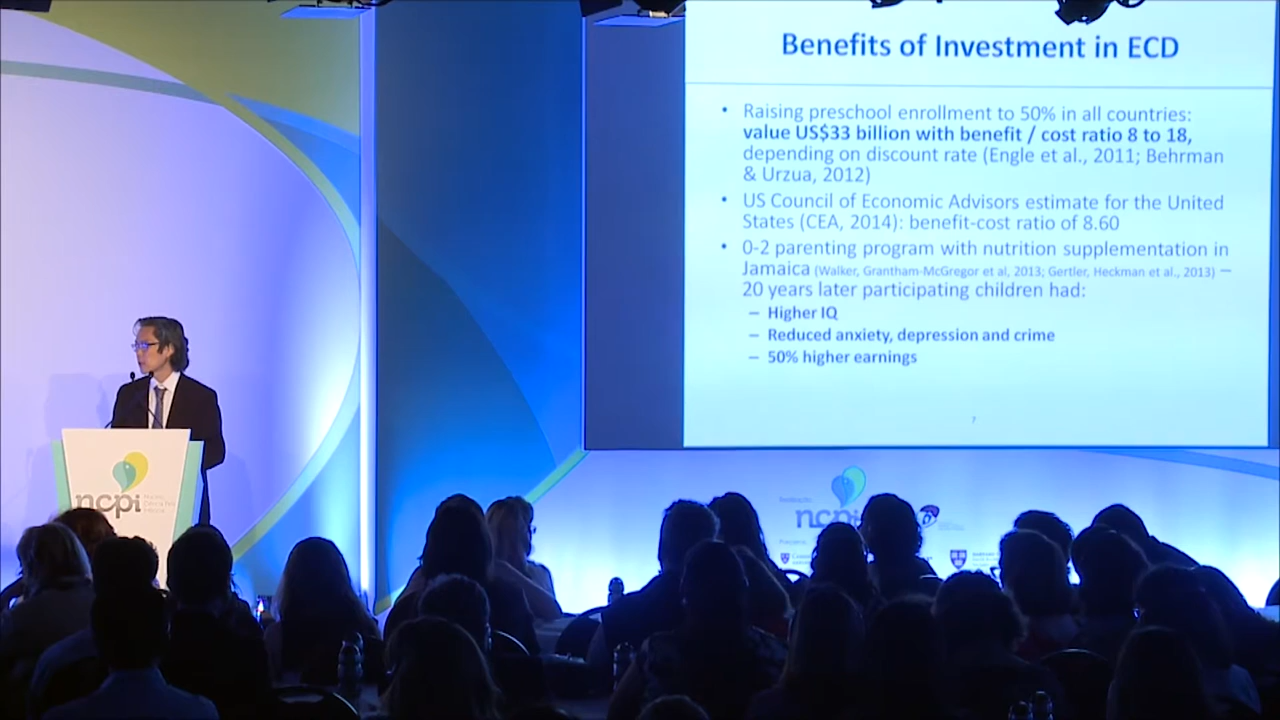 Benefits of Investment in ECD
• Raising preschool enrollment to 50% in all countries:
value US$33 billion with benefit / cost ratio 8 to 18,
depending on discount rate (Engle et al., 2011; Behrman
& Urzua, 2012)
• US Council of Economic Advisors estimate for the United
States (CEA, 2014): benefit-cost ratio of 8.60
• 0-2 parenting program with nutrition supplementation in
Jamaica (Walker, Grantham-McGregor et al, 2013; Gertler, Heckman et al., 2013) —
20 years later participating children had:
– Higher IQ
– Reduced anxiety, depression and crime
– 50% higher earnings
7
ncpi
ncpi